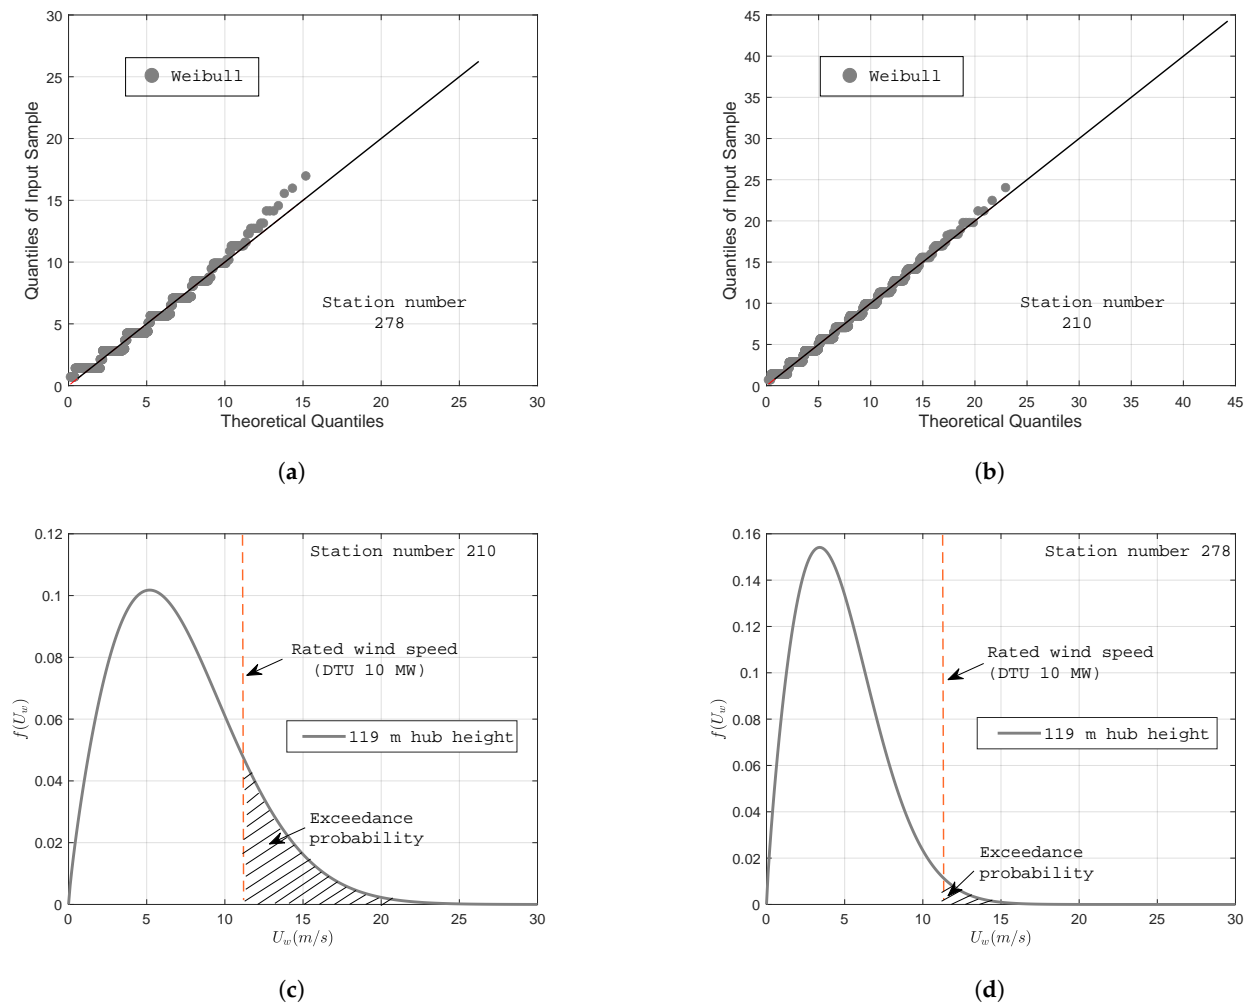 30
25
20
15
10
5
0
Quantiles of Input Sample
Weibull
Station number
278
0 5 10 15 20 25 30
Theoretical Quantiles
(a)
45
40
35
30
25
20
15
10
5
0
Quantiles of Input Sample
Weibull
Station number
210
0 5 10 15 20 25 30 35 40 45
Theoretical Quantiles
(b)
0.12
0.1
0.08
0.06
0.04
0.02
0
f(U_w)
Station number 210
Rated wind speed
(DTU 10 MW)
119 m hub height
Exceedance
probability
0 5 10 15 20 25 30
U_w(m/s)
(c)
0.16
0.14
0.12
0.1
0.08
0.06
0.04
0.02
0
f(U_w)
Station number 278
Rated wind speed
(DTU 10 MW)
119 m hub height
Exceedance
probability
0 5 10 15 20 25 30
U_w(m/s)
(d)